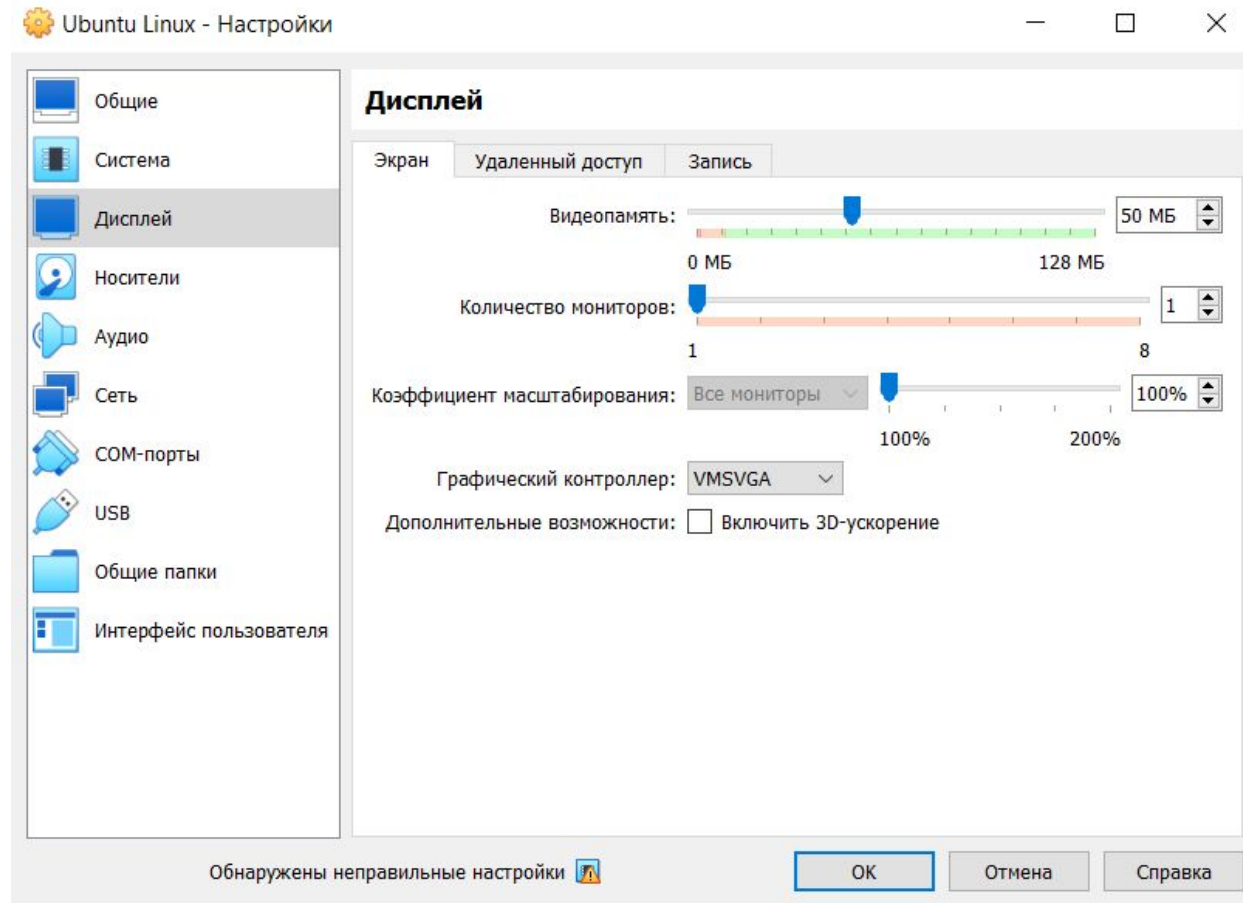 Ubuntu Linux - Настройки
Общие
Система
Дисплей
Носители
Аудио
Сеть
COM-порты
USB
Общие папки
Интерфейс пользователя
Дисплей
Экран Удаленный доступ Запись
Видеопамять: 50 МБ
0 МБ 128 МБ
Количество мониторов: 1
1 8
Коэффициент масштабирования: Все мониторы 100%
100% 200%
Графический контроллер: VMSVGA
Дополнительные возможности: Включить 3D-ускорение
Обнаружены неправильные настройки OK Отмена Справка